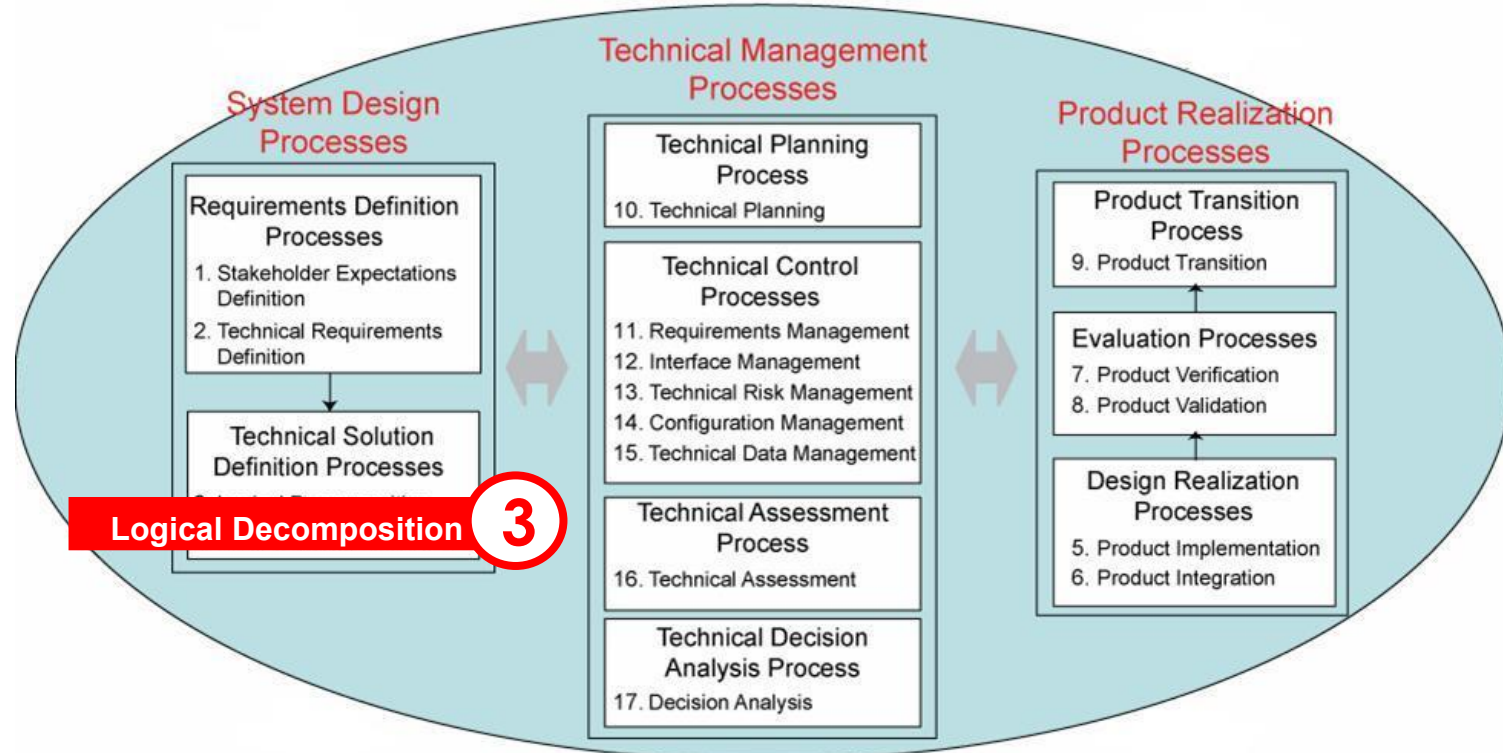 System Design
Processes
Requirements Definition
Processes
1. Stakeholder Expectations
Definition
2. Technical Requirements
Definition
Technical Solution
Definition Processes
Logical Decomposition
3
Technical Management
Processes
Technical Planning
Process
10. Technical Planning
Technical Control
Processes
11. Requirements Management
12. Interface Management
13. Technical Risk Management
14. Configuration Management
15. Technical Data Management
Technical Assessment
Process
16. Technical Assessment
Technical Decision
Analysis Process
17. Decision Analysis
Product Realization
Processes
Product Transition
Process
9. Product Transition
Evaluation Processes
7. Product Verification
8. Product Validation
Design Realization
Processes
5. Product Implementation
6. Product Integration